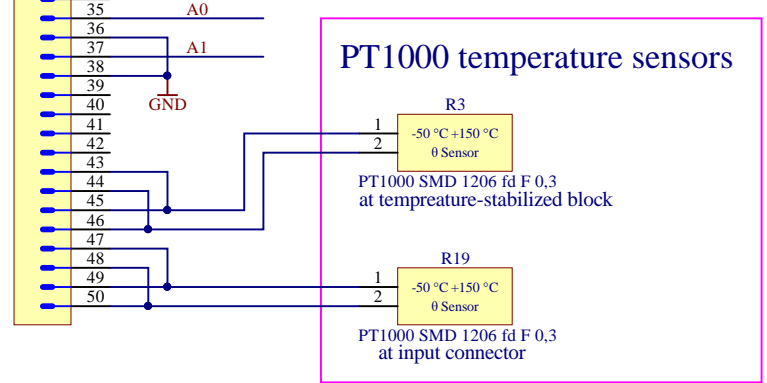 35 A0
36
37 A1
38
39
40
41
42
43
44
45
46
47
48
49
50
GND
PT1000 temperature sensors
R3
1
2
-50 °C +150 °C
θ Sensor
PT1000 SMD 1206 fd F 0,3
at tempreature-stabilized block
R19
1
2
-50 °C +150 °C
θ Sensor
PT1000 SMD 1206 fd F 0,3
at input connector